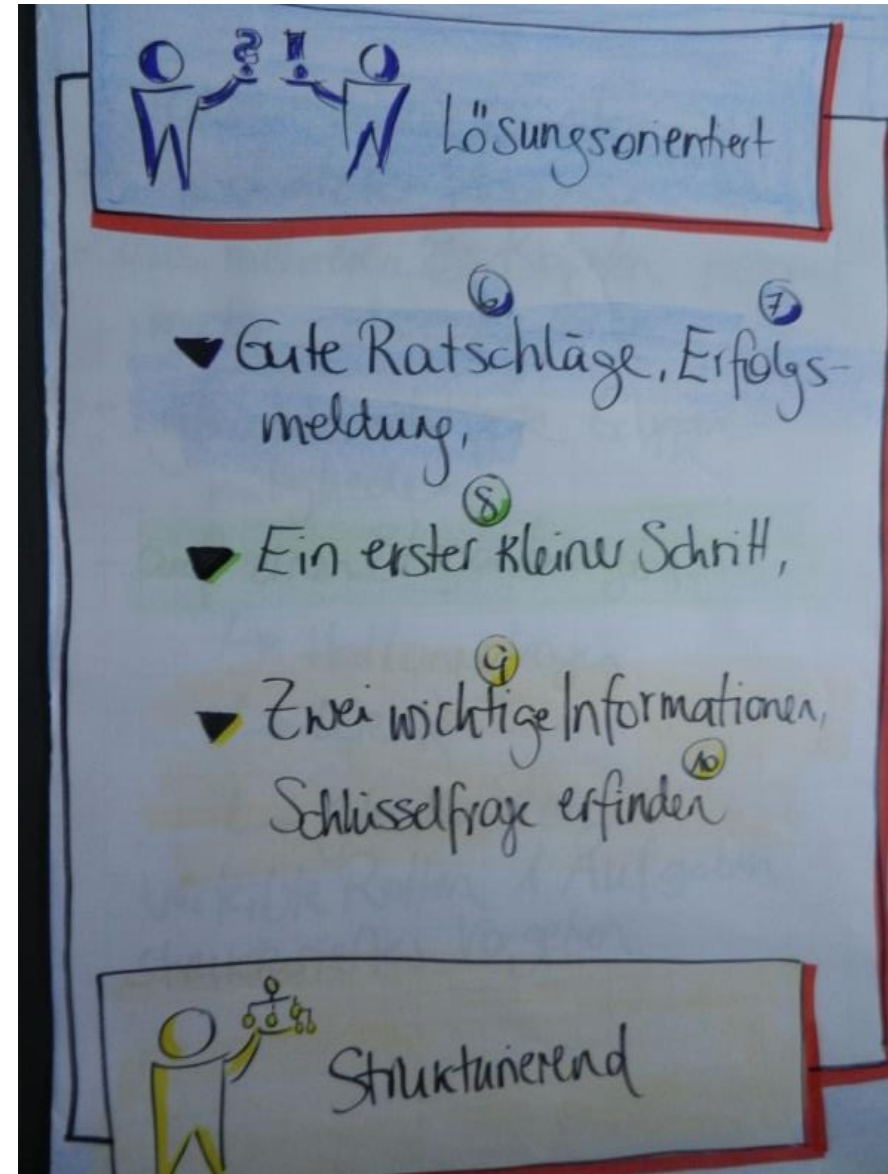 ? !
Lösungsorientiert
6 7
Gute Ratschläge, Erfolgs-
meldung,
8
Ein erster kleiner Schritt,
9
Zwei wichtige Informationen,
10
Schlüsselfrage erfinden
Strukturierend